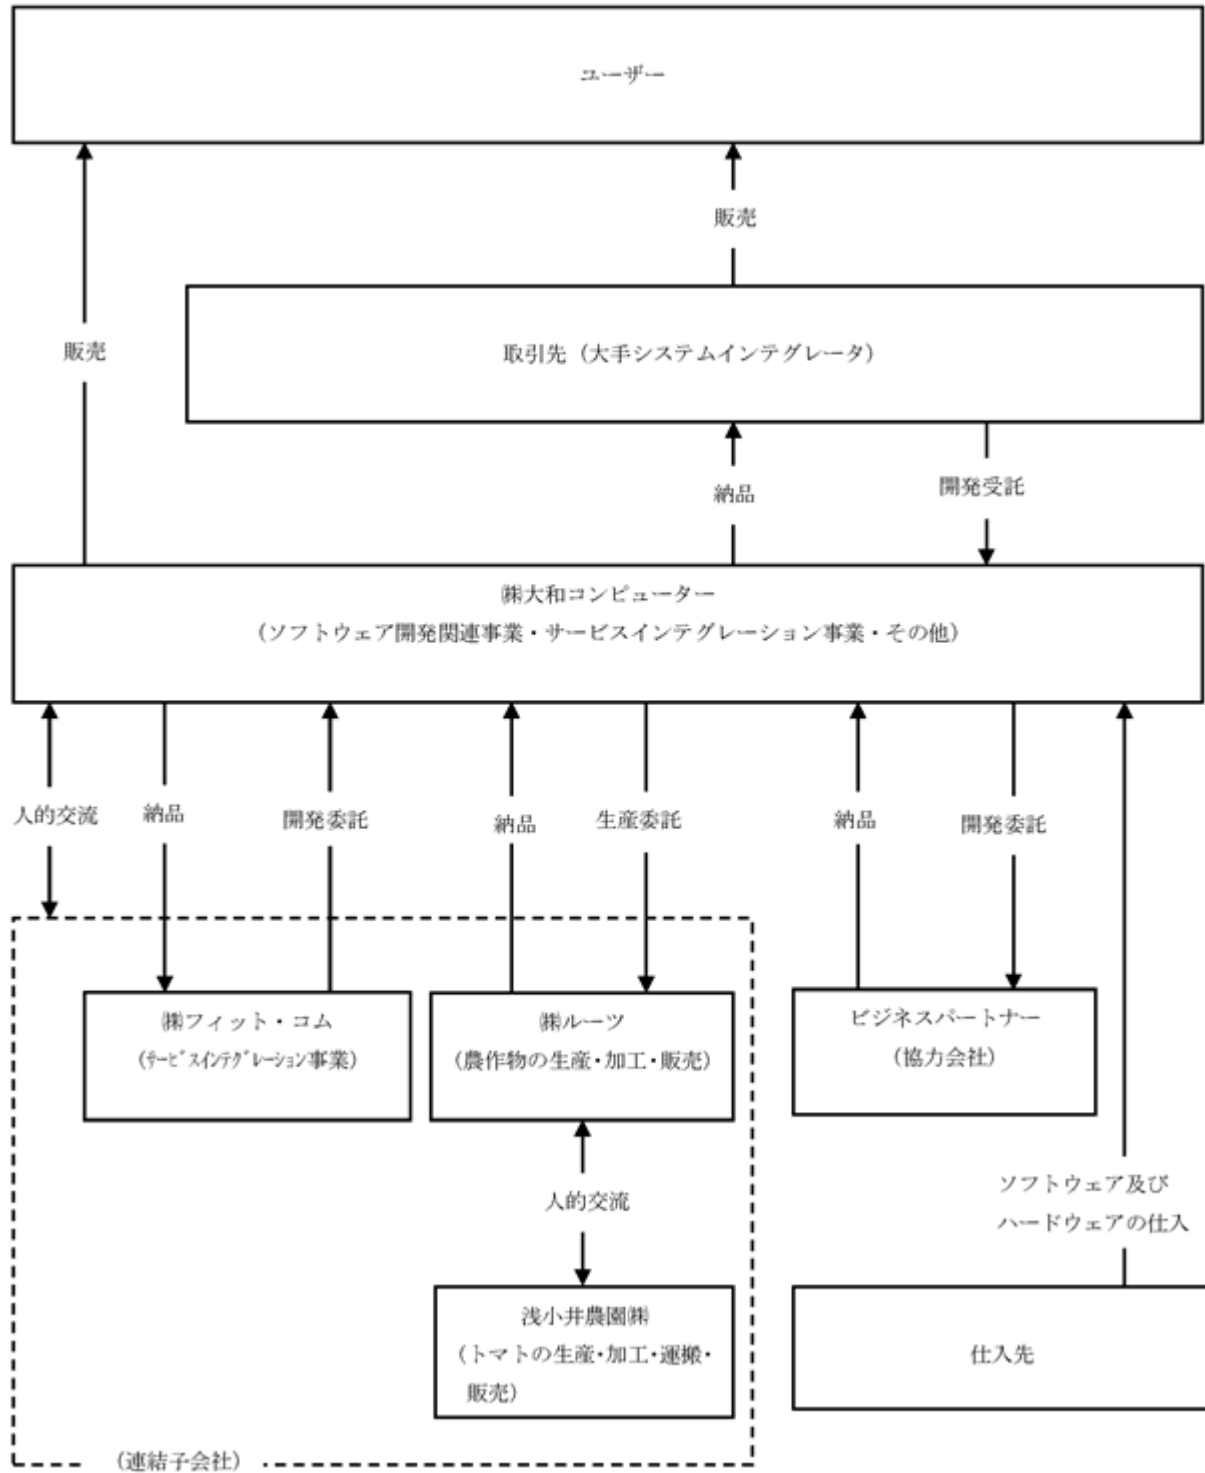 ユーザー
販売
販売
取引先（大手システムインテグレータ）
納品
開発受託
㈱大和コンピューター
（ソフトウェア開発関連事業・サービスインテグレーション事業・その他）
人的交流
納品
開発委託
納品
生産委託
納品
開発委託
㈱フィット・コム
（ｻｰﾋﾞｽｲﾝﾃｸﾞﾚｰｼｮﾝ事業）
㈱ルーツ
（農作物の生産・加工・販売）
ビジネスパートナー
（協力会社）
人的交流
ソフトウェア及び
ハードウェアの仕入
浅小井農園㈱
（トマトの生産・加工・運搬・
販売）
仕入先
（連結子会社）